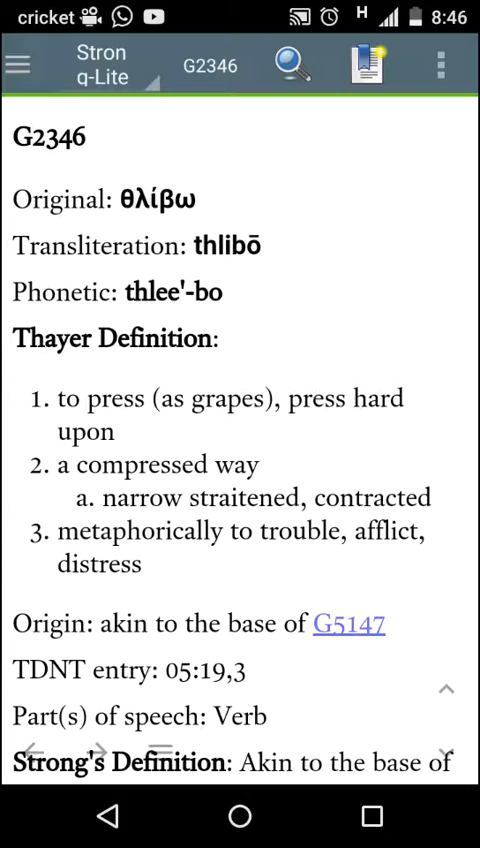 cricket H 8:46
Stron
q-Lite
G2346
G2346
Original: θλίβω
Transliteration: thlibō
Phonetic: thlee'-bo
Thayer Definition:
1. to press (as grapes), press hard
upon
2. a compressed way
a. narrow straitened, contracted
3. metaphorically to trouble, afflict,
distress
Origin: akin to the base of G5147
TDNT entry: 05:19,3
Part(s) of speech: Verb
Strong's Definition: Akin to the base of